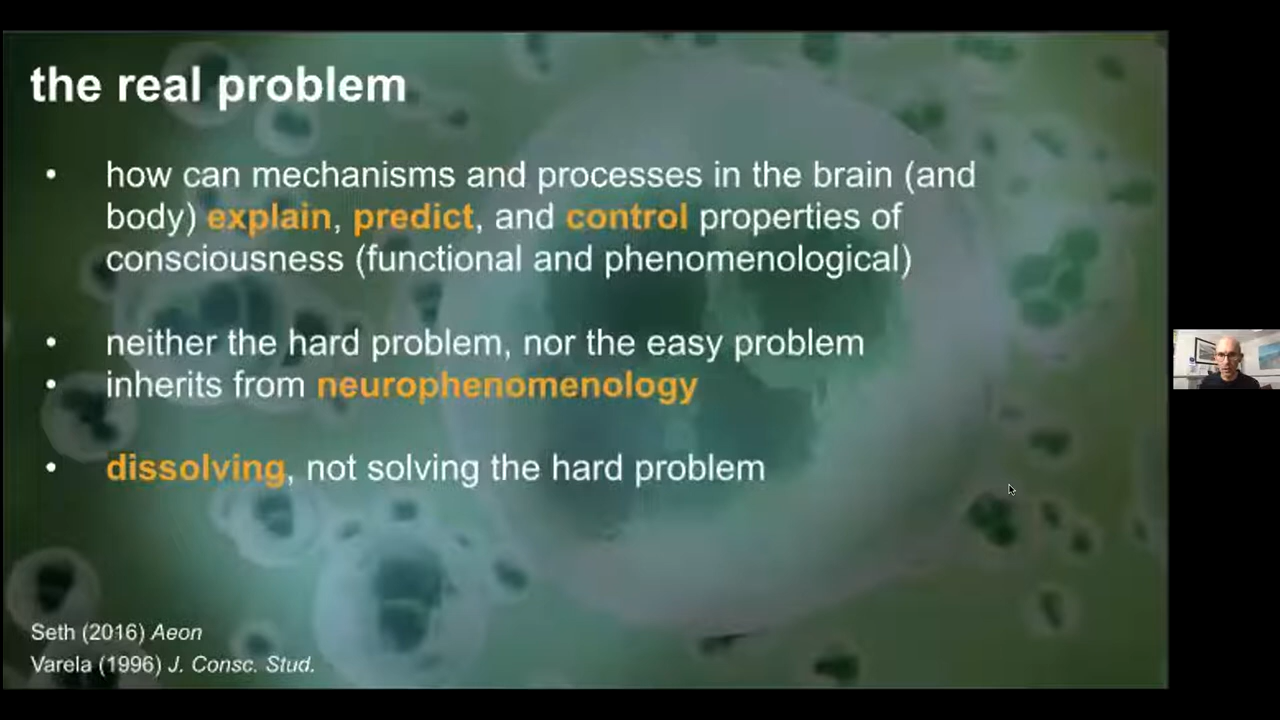 the real problem
• how can mechanisms and processes in the brain (and
body) explain, predict, and control properties of
consciousness (functional and phenomenological)
• neither the hard problem, nor the easy problem
• inherits from neurophenomenology
• dissolving, not solving the hard problem
Seth (2016) Aeon
Varela (1996) J. Consc. Stud.